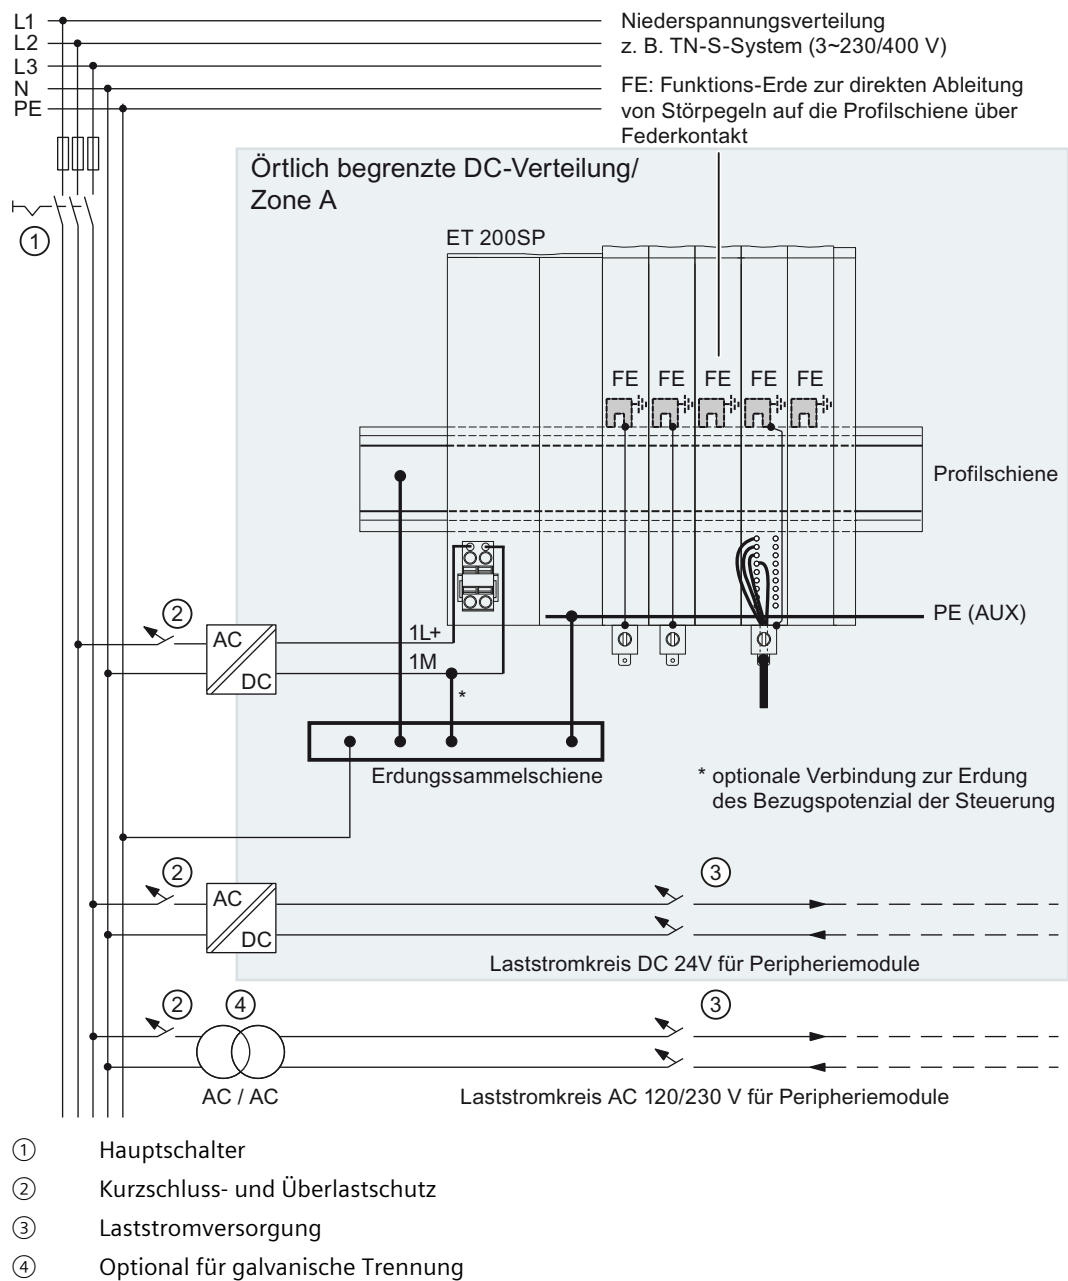 L1
L2
L3
N
PE
Niederspannungsverteilung
z. B. TN-S-System (3~230/400 V)
FE: Funktions-Erde zur direkten Ableitung
von Störpegeln auf die Profilschiene über
Federkontakt
Örtlich begrenzte DC-Verteilung/
Zone A
①
ET 200SP
FE FE FE FE FE
Profilschiene
②
AC
DC
1L+
1M
*
PE (AUX)
Erdungssammelschiene
* optionale Verbindung zur Erdung
des Bezugspotenzial der Steuerung
②
AC
DC
③
Laststromkreis DC 24V für Peripheriemodule
② ④ ③
AC / AC
Laststromkreis AC 120/230 V für Peripheriemodule
① Hauptschalter
② Kurzschluss- und Überlastschutz
③ Laststromversorgung
④ Optional für galvanische Trennung